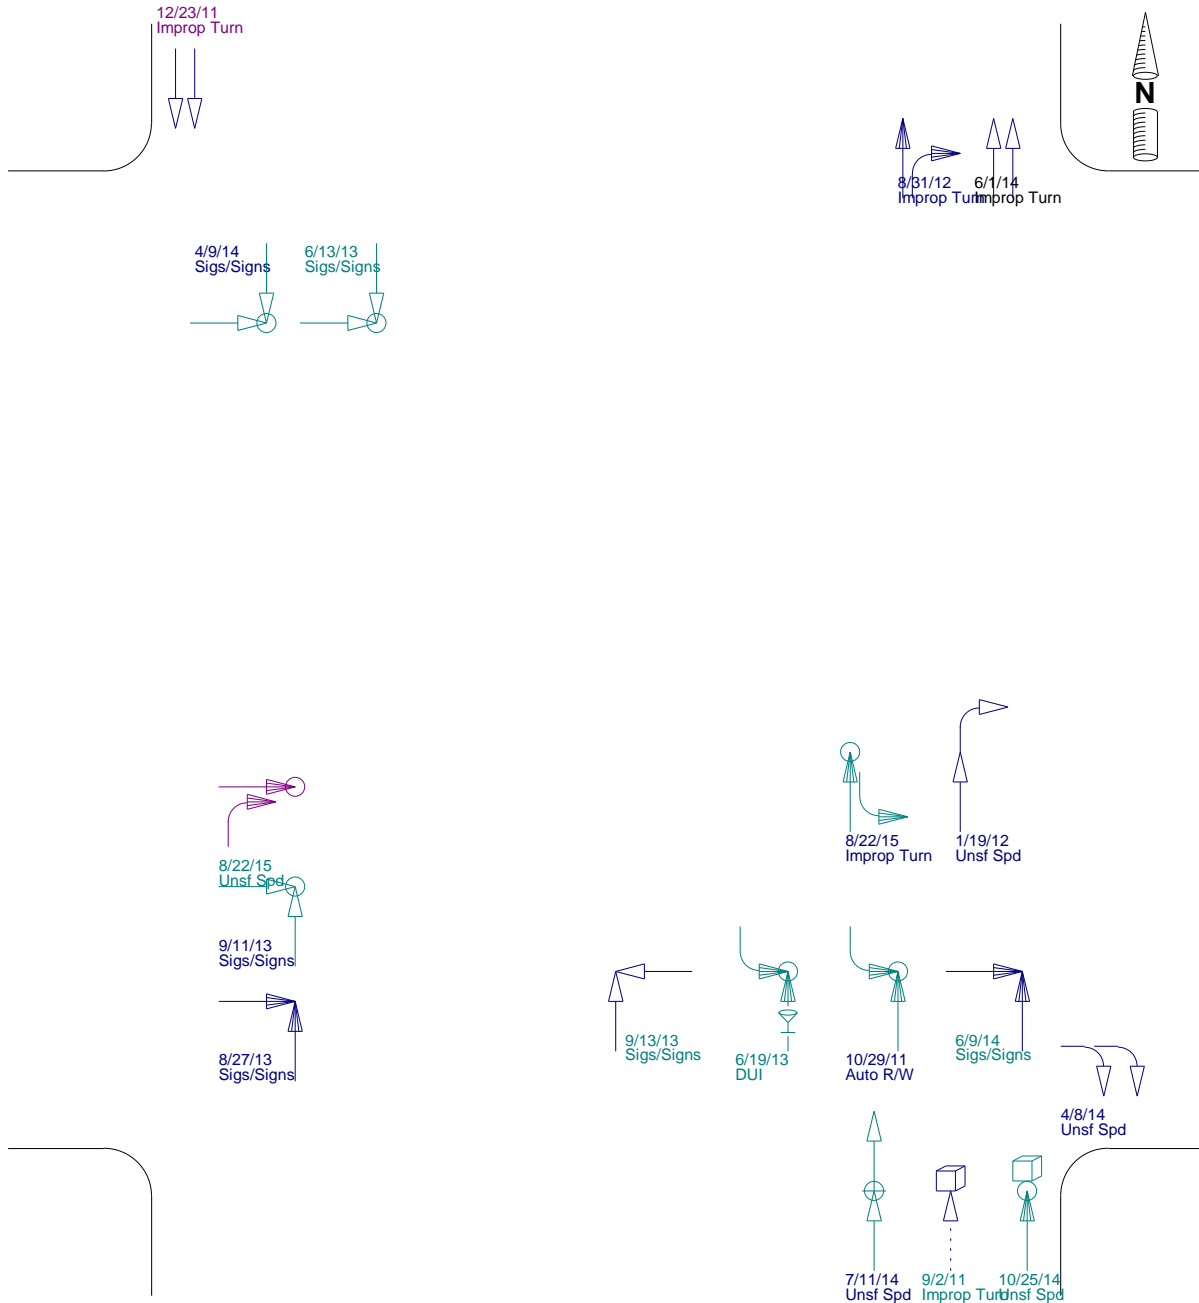 12/23/11
Improp Turn
N
8/31/12
Improp Turn
6/1/14
Improp Turn
4/9/14
Sigs/Signs
6/13/13
Sigs/Signs
8/22/15
Improp Turn
1/19/12
Unsf Spd
8/22/15
Unsf Spd
9/11/13
Sigs/Signs
9/13/13
Sigs/Signs
6/19/13
DUI
10/29/11
Auto R/W
6/9/14
Sigs/Signs
8/27/13
Sigs/Signs
4/8/14
Unsf Spd
7/11/14
Unsf Spd
9/2/11
Improp Turn
10/25/14
Unsf Spd